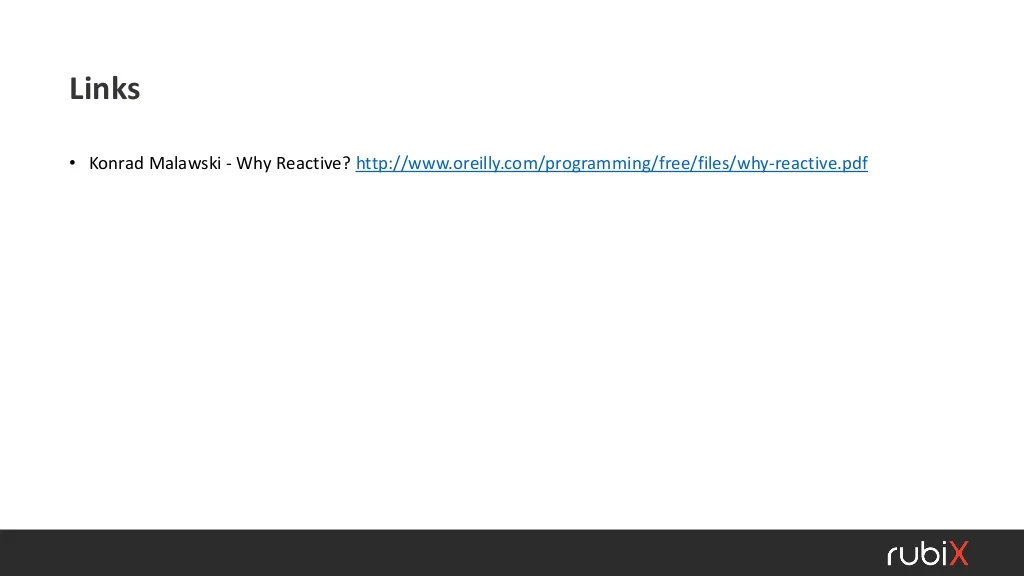 Links
• Konrad Malawski - Why Reactive? http://www.oreilly.com/programming/free/files/why-reactive.pdf
rubiX